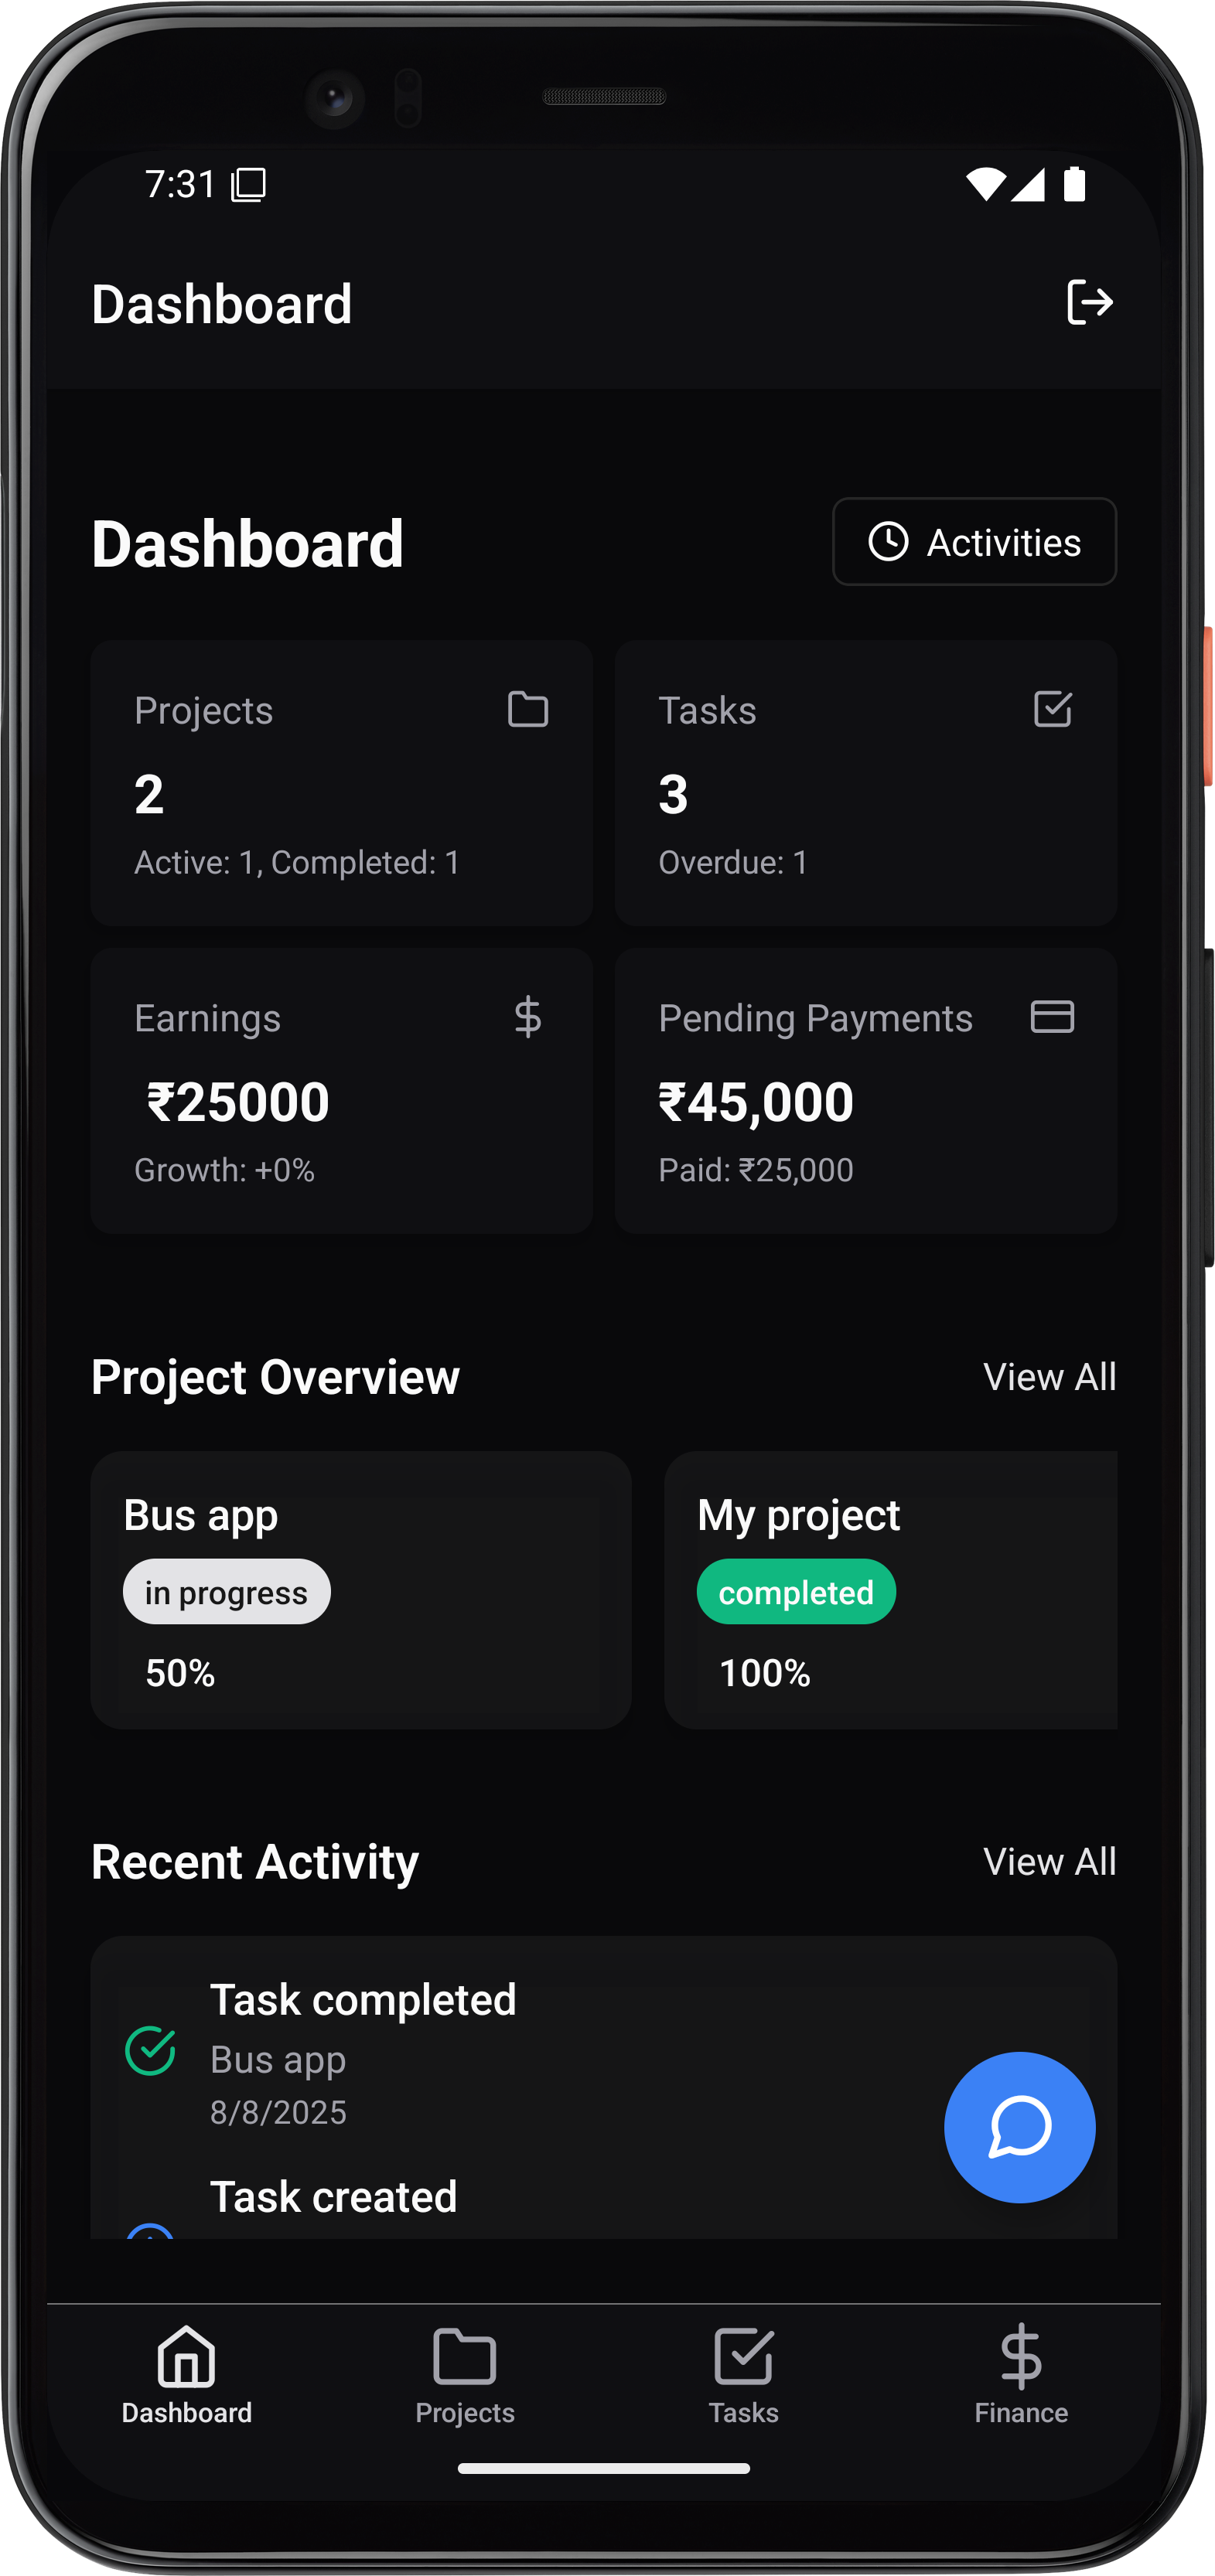 7:31
Dashboard
Dashboard
Activities
Projects
2
Active: 1, Completed: 1
Tasks
3
Overdue: 1
Earnings
₹25000
Growth: +0%
Pending Payments
₹45,000
Paid: ₹25,000
Project Overview
View All
Bus app
in progress
50%
My project
completed
100%
Recent Activity
View All
Task completed
Bus app
8/8/2025
Task created
Dashboard
Projects
Tasks
Finance